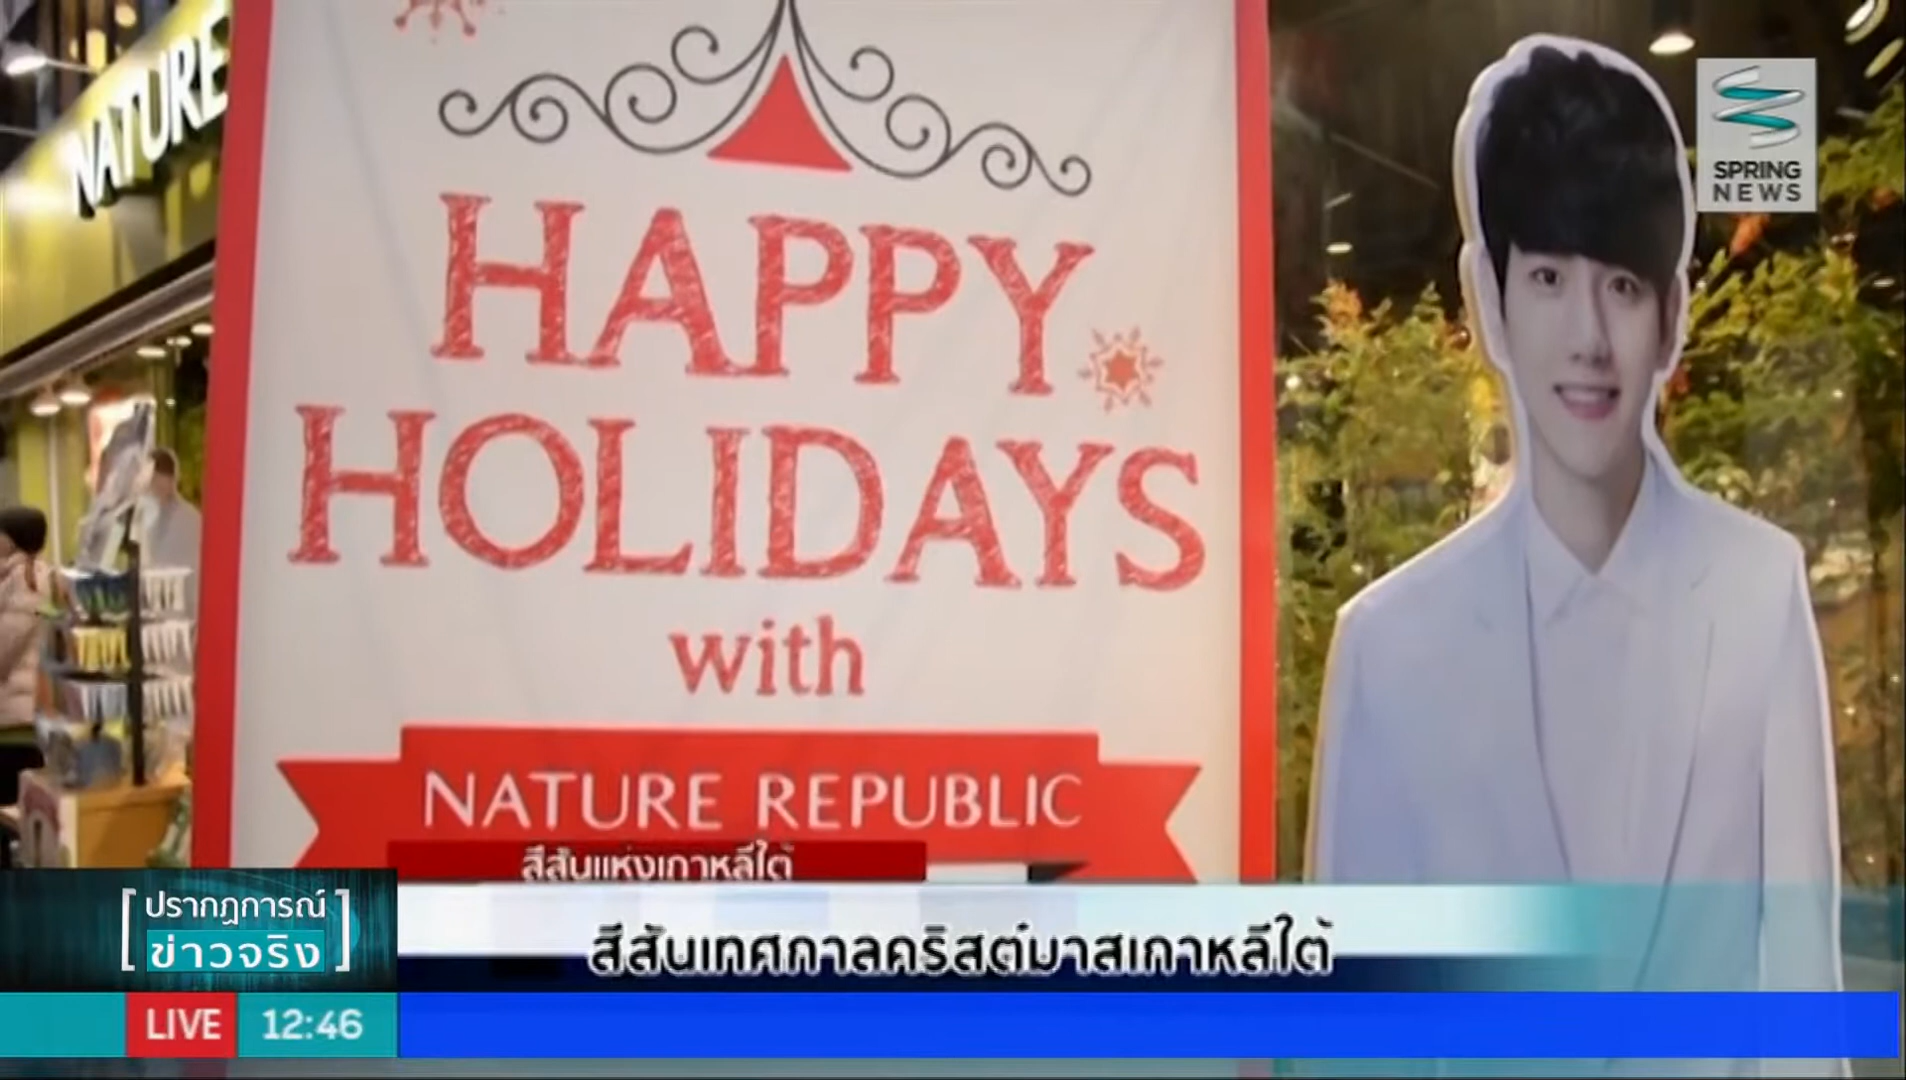 NATURE
SPRING
NEWS
HAPPY
HOLIDAYS
with
NATURE REPUBLIC
สีสันแห่งเกาหลีใต้
[ปรากฏการณ์
ข่าวจริง]
สีสันเทศกาลคริสต์มาสเกาหลีใต้
LIVE 12:46